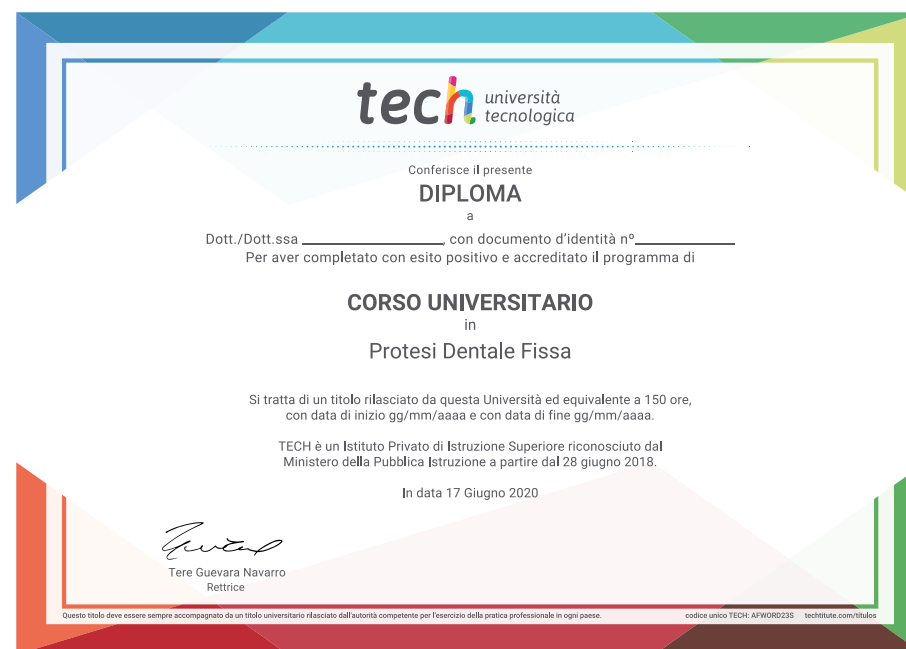 tech università
tecnologica
Conferisce il presente
DIPLOMA
a
Dott./Dott.ssa ____________________, con documento d'identità nº______________
Per aver completato con esito positivo e accreditato il programma di
CORSO UNIVERSITARIO
in
Protesi Dentale Fissa
Si tratta di un titolo rilasciato da questa Università ed equivalente a 150 ore,
con data di inizio gg/mm/aaaa e con data di fine gg/mm/aaaa.
TECH è un Istituto Privato di Istruzione Superiore riconosciuto dal
Ministero della Pubblica Istruzione a partire dal 28 giugno 2018.
In data 17 Giugno 2020
Tere Guevara Navarro
Rettrice
Questo titolo deve essere sempre accompagnato da un titolo universitario rilasciato dall'autorità competente per l'esercizio della pratica professionale in ogni paese. codice unico TECH: AFWORD23S techtitute.com/titulos